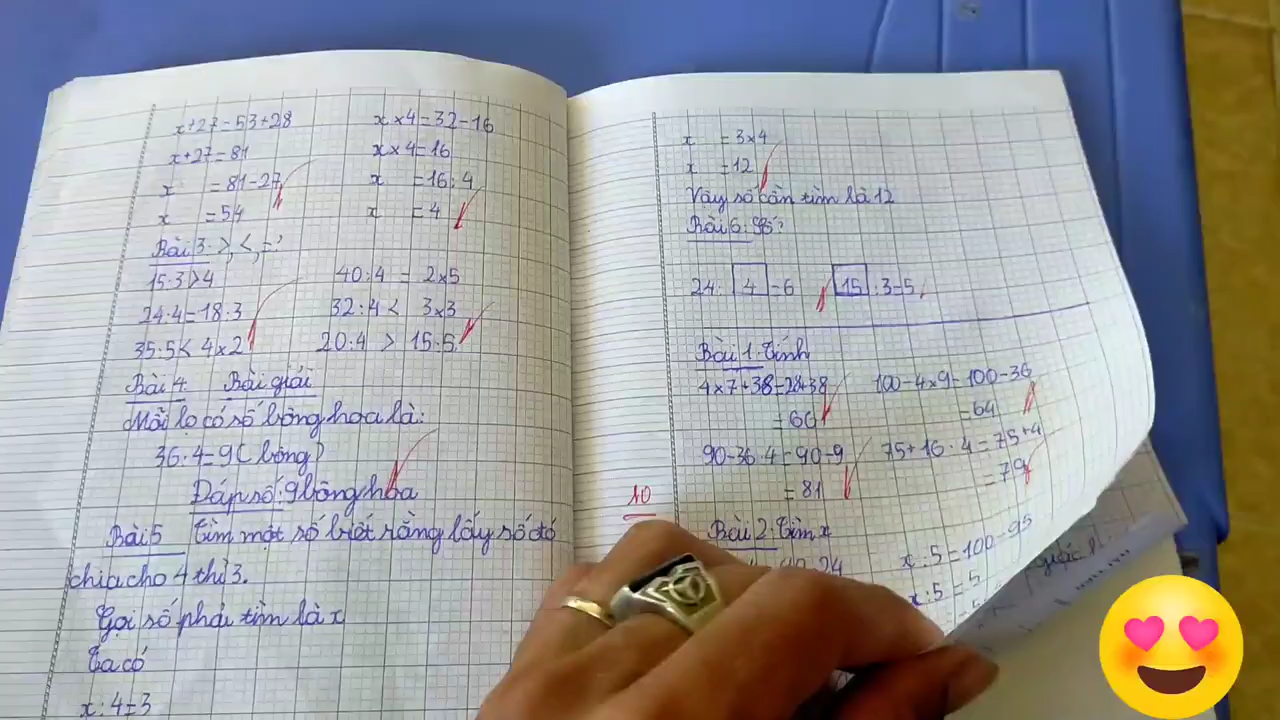 x+27=53+28
x+27=81
x =81-27
x =54
x×4=32-16
x×4=16
x =16:4
x =4
Bài 3: >,<,=?
15:3>4
24:4=18:3
35:5< 4×2
40:4 = 2×5
32:4 < 3×3
20:4 > 15:5
Bài 4 Bài giải
Mỗi lọ có số bông hoa là:
36:4=9( bông)
Đáp số: 9 bông hoa
Bài 5 Tìm một số biết rằng lấy số đó
chia cho 4 thì 3.
Gọi số phải tìm là x
Ta có
x:4=3
x =3×4
x =12
Vậy số cần tìm là 12
Bài 6: Số?
24: 4 =6 15 :3=5
Bài 1: Tính
4×7+38=28+38
=66
100-4×9=100-36
=64
90-36:4=90-9
=81
75+16:4=75+4
=79
10
Bài 2 Tìm x
x:5=100-95
x:5=5